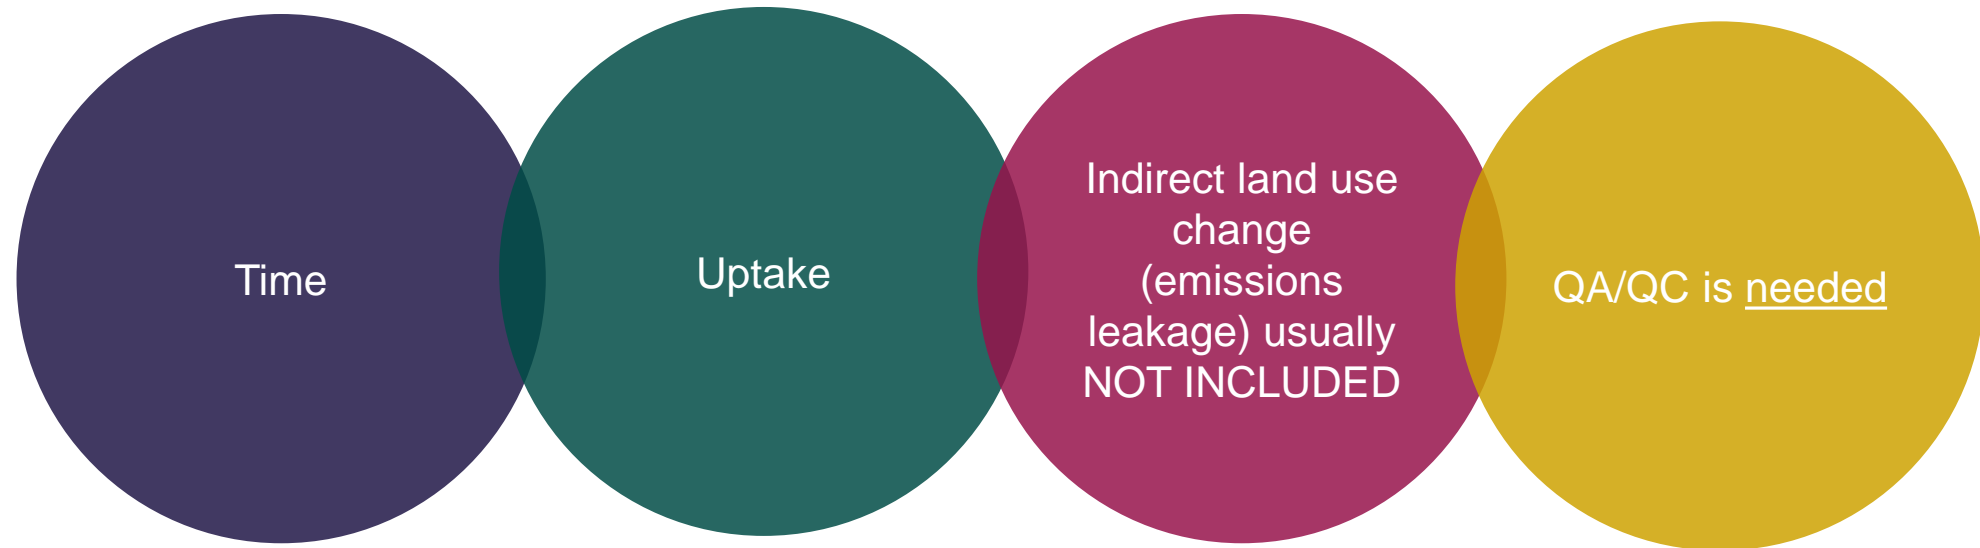 Time
Uptake
Indirect land use
change
(emissions
leakage) usually
NOT INCLUDED
QA/QC is needed